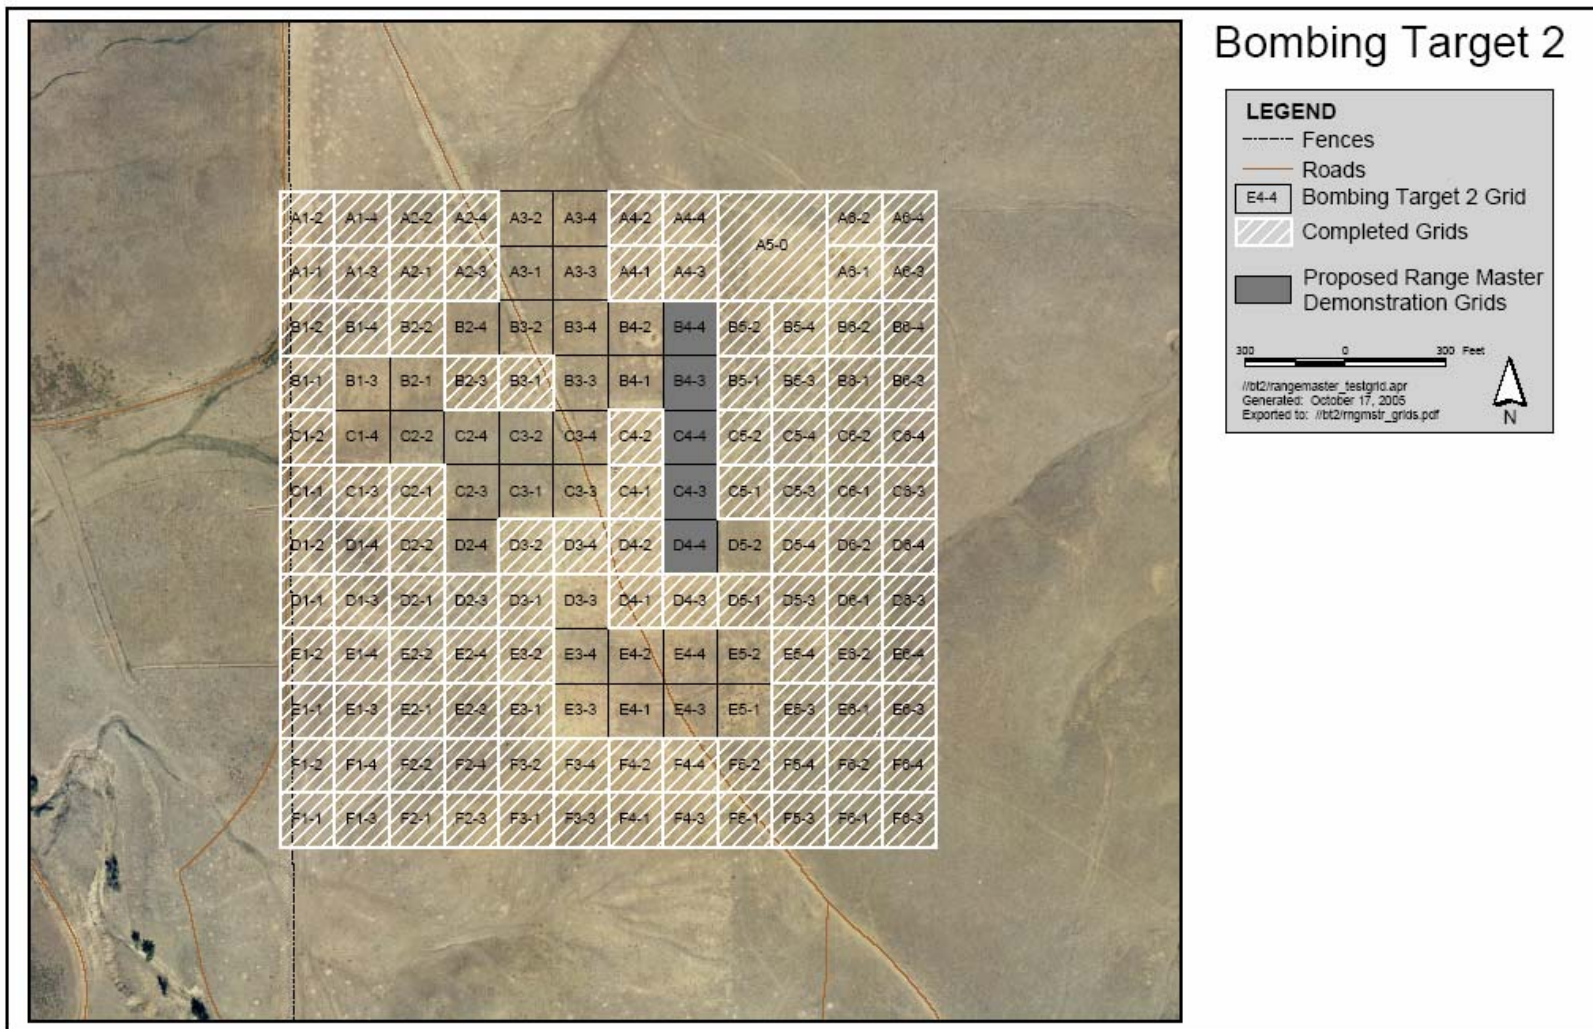 Bombing Target 2
LEGEND
Fences
Roads
E4-4 Bombing Target 2 Grid
Completed Grids
Proposed Range Master
Demonstration Grids
300 0 300 Feet
//bt2/rangemaster_testgrid.apr
Generated: October 17, 2005
Exported to: //bt2/rngmstr_grids.pdf
N
A1-2 A1-4 A2-2 A2-4 A3-2 A3-4 A4-2 A4-4 A6-2 A6-4
A5-0
A1-1 A1-3 A2-1 A2-3 A3-1 A3-3 A4-1 A4-3 A6-1 A6-3
B1-2 B1-4 B2-2 B2-4 B3-2 B3-4 B4-2 B4-4 B5-2 B5-4 B6-2 B6-4
B1-1 B1-3 B2-1 B2-3 B3-1 B3-3 B4-1 B4-3 B5-1 B5-3 B6-1 B6-3
C1-2 C1-4 C2-2 C2-4 C3-2 C3-4 C4-2 C4-4 C5-2 C5-4 C6-2 C6-4
C1-1 C1-3 C2-1 C2-3 C3-1 C3-3 C4-1 C4-3 C5-1 C5-3 C6-1 C6-3
D1-2 D1-4 D2-2 D2-4 D3-2 D3-4 D4-2 D4-4 D5-2 D5-4 D6-2 D6-4
D1-1 D1-3 D2-1 D2-3 D3-1 D3-3 D4-1 D4-3 D5-1 D5-3 D6-1 D6-3
E1-2 E1-4 E2-2 E2-4 E3-2 E3-4 E4-2 E4-4 E5-2 E5-4 E6-2 E6-4
E1-1 E1-3 E2-1 E2-3 E3-1 E3-3 E4-1 E4-3 E5-1 E5-3 E6-1 E6-3
F1-2 F1-4 F2-2 F2-4 F3-2 F3-4 F4-2 F4-4 F5-2 F5-4 F6-2 F6-4
F1-1 F1-3 F2-1 F2-3 F3-1 F3-3 F4-1 F4-3 F5-1 F5-3 F6-1 F6-3